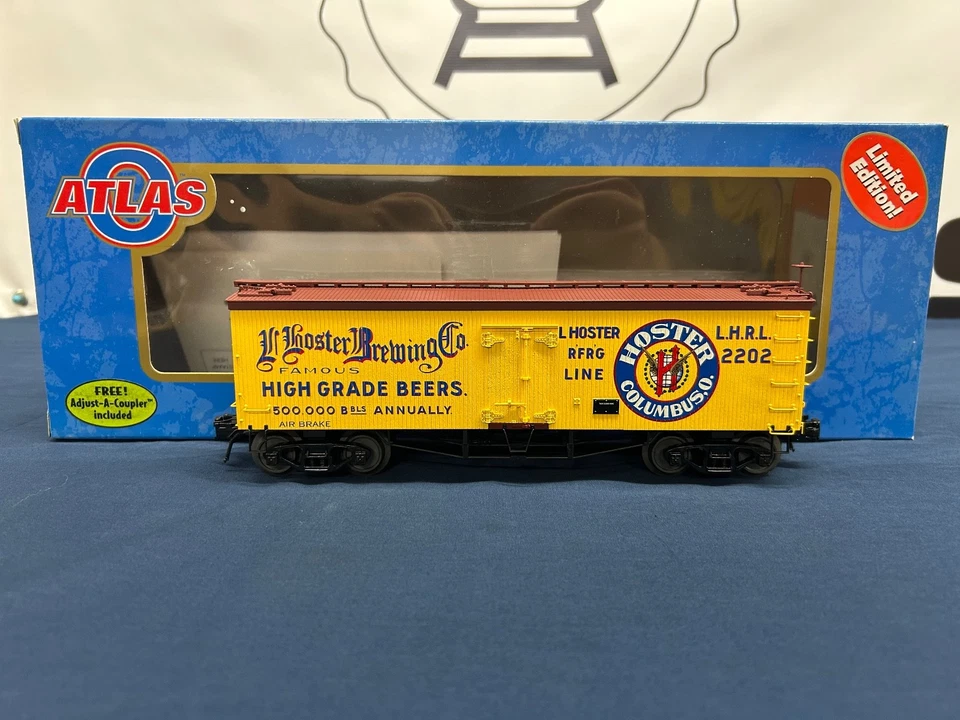 ATLAS
O
Limited
Edition!
L Hoster Brewing Co.
FAMOUS
HIGH GRADE BEERS.
500,000 BBLS ANNUALLY
AIR BRAKE
L HOSTER
RFRG
LINE
HOSTER
H
COLUMBUS, O.
L.H.R.L.
2202
FREE!
Adjust-A-Coupler™
included